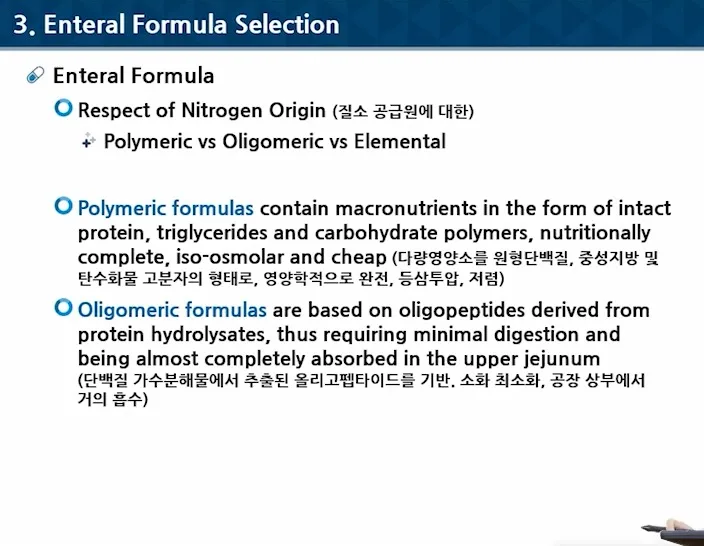 3. Enteral Formula Selection
Enteral Formula
Respect of Nitrogen Origin (질소 공급원에 대한)
Polymeric vs Oligomeric vs Elemental
Polymeric formulas contain macronutrients in the form of intact
protein, triglycerides and carbohydrate polymers, nutritionally
complete, iso-osmolar and cheap (다량영양소를 원형단백질, 중성지방 및
탄수화물 고분자의 형태로, 영양학적으로 완전, 등삼투압, 저렴)
Oligomeric formulas are based on oligopeptides derived from
protein hydrolysates, thus requiring minimal digestion and
being almost completely absorbed in the upper jejunum
(단백질 가수분해물에서 추출된 올리고펩타이드를 기반. 소화 최소화, 공장 상부에서
거의 흡수)